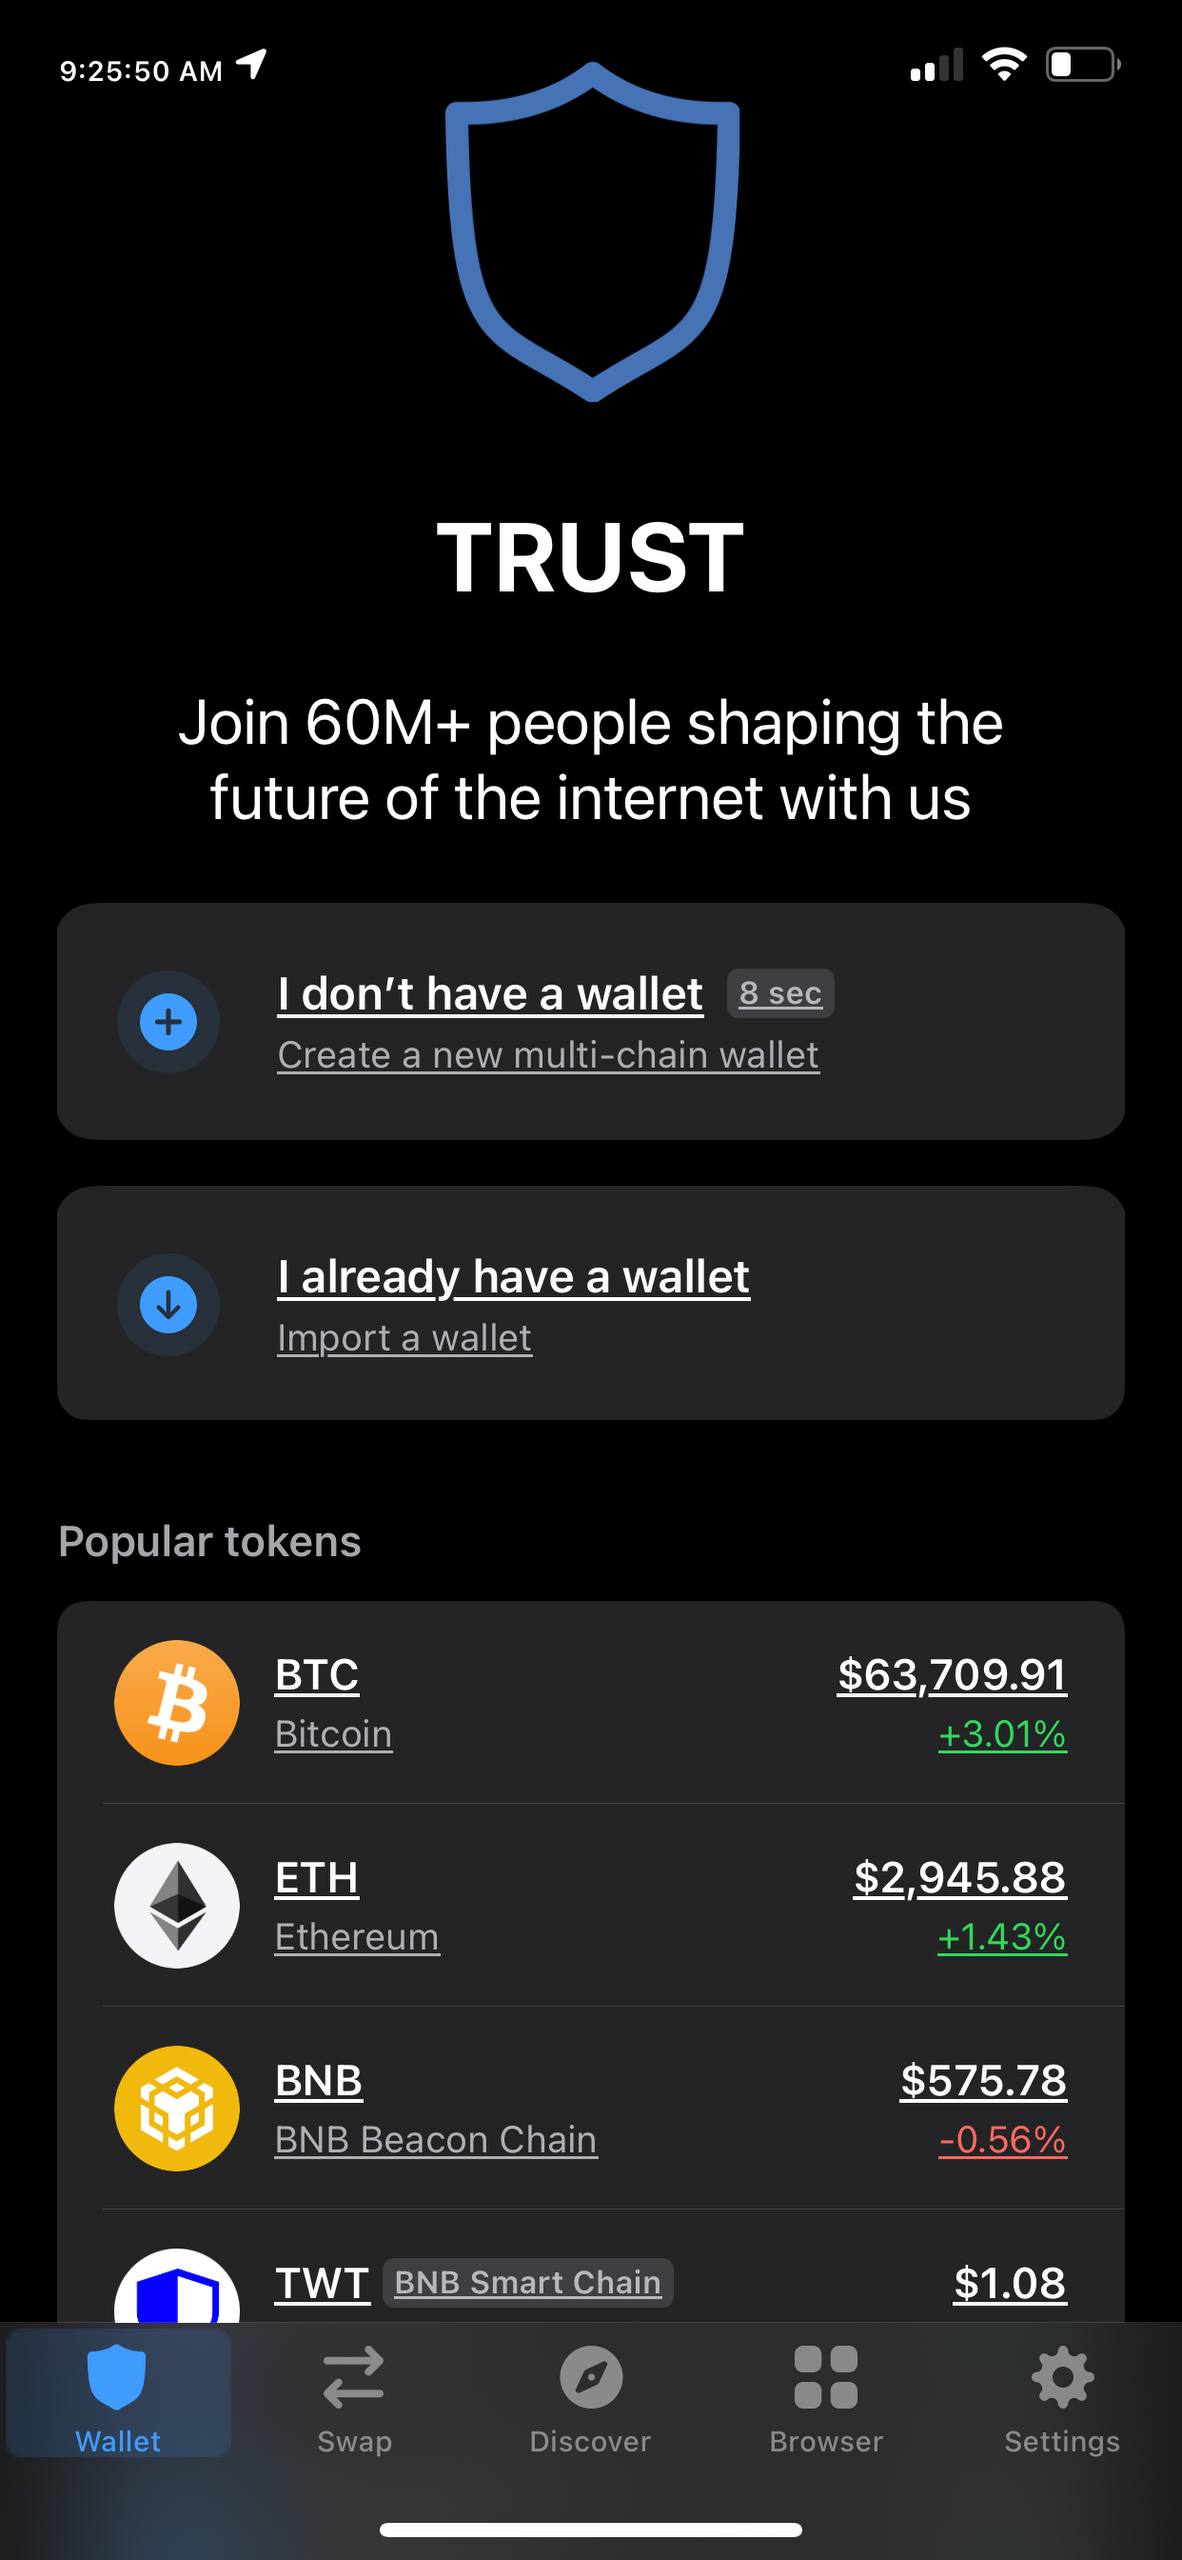 9:25:50 AM
TRUST
Join 60M+ people shaping the
future of the internet with us
I don’t have a wallet 8 sec
Create a new multi-chain wallet
I already have a wallet
Import a wallet
Popular tokens
BTC $63,709.91
Bitcoin +3.01%
ETH $2,945.88
Ethereum +1.43%
BNB $575.78
BNB Beacon Chain -0.56%
TWT BNB Smart Chain $1.08
Wallet Swap Discover Browser Settings